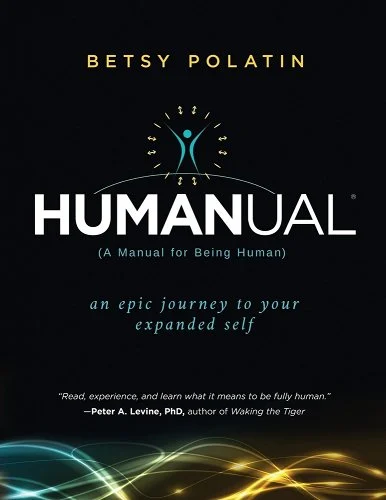 BETSY POLATIN
HUMANUAL®
(A Manual for Being Human)
an epic journey to your
expanded self
“Read, experience, and learn what it means to be fully human.”
—Peter A. Levine, PhD, author of Waking the Tiger